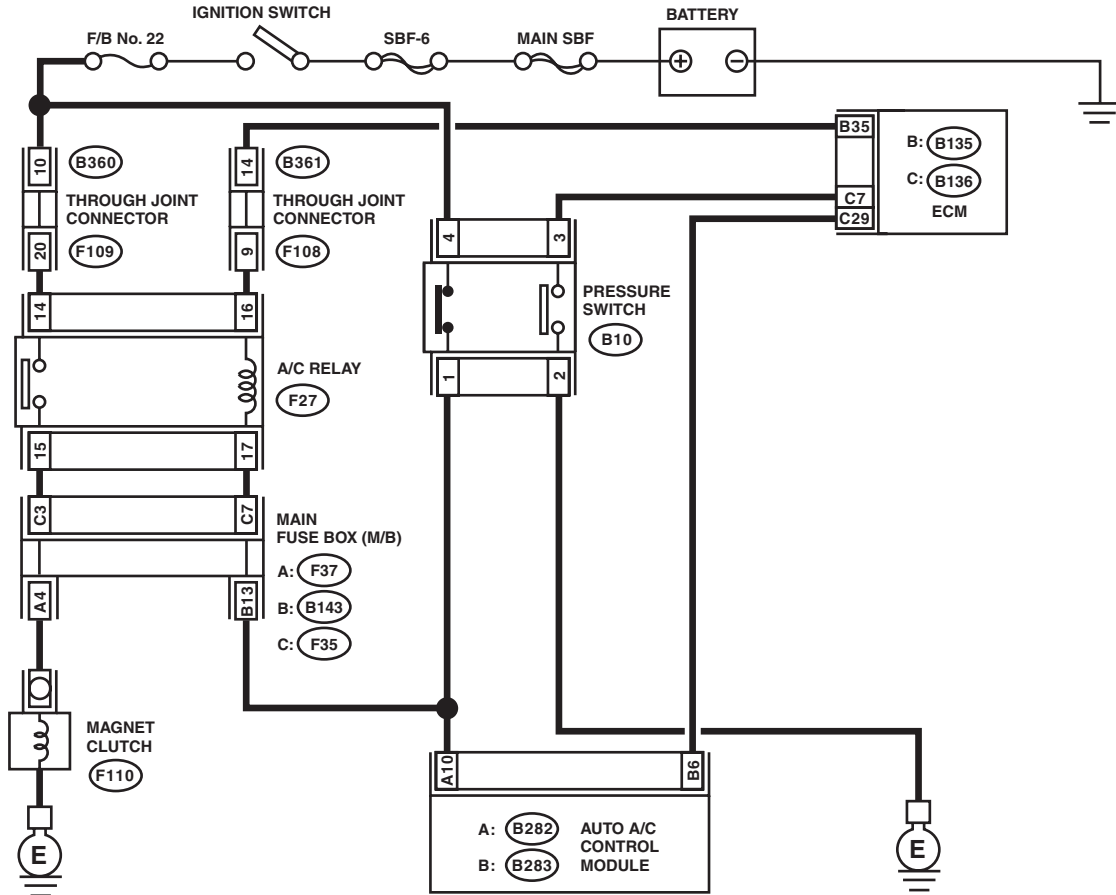 IGNITION SWITCH
BATTERY
F/B No. 22
SBF-6
MAIN SBF
+
−
B35
B: B135
C: B136
ECM
C7
C29
10
B360
14
B361
THROUGH JOINT
CONNECTOR
THROUGH JOINT
CONNECTOR
20
F109
9
F108
4
3
PRESSURE
SWITCH
B10
1
2
14
16
A/C RELAY
F27
15
17
C3
C7
MAIN
FUSE BOX (M/B)
A: F37
B: B143
C: F35
A4
B13
MAGNET
CLUTCH
F110
E
A10
B6
A: B282
B: B283
AUTO A/C
CONTROL
MODULE
E